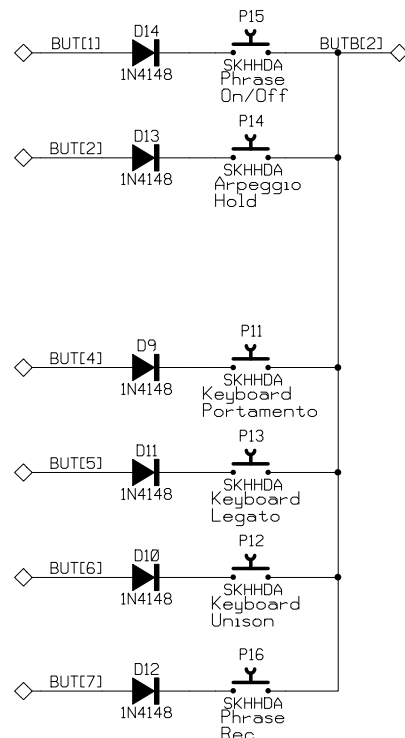 P15
D14
BUT[1]
BUTB[2]
1N4148
SKHHDA
Phrase
On/Off
P14
D13
BUT[2]
1N4148
SKHHDA
Arpeggio
Hold
P11
D9
BUT[4]
1N4148
SKHHDA
Keyboard
Portamento
P13
D11
BUT[5]
1N4148
SKHHDA
Keyboard
Legato
P12
D10
BUT[6]
1N4148
SKHHDA
Keyboard
Unison
P16
D12
BUT[7]
1N4148
SKHHDA
Phrase
Rec